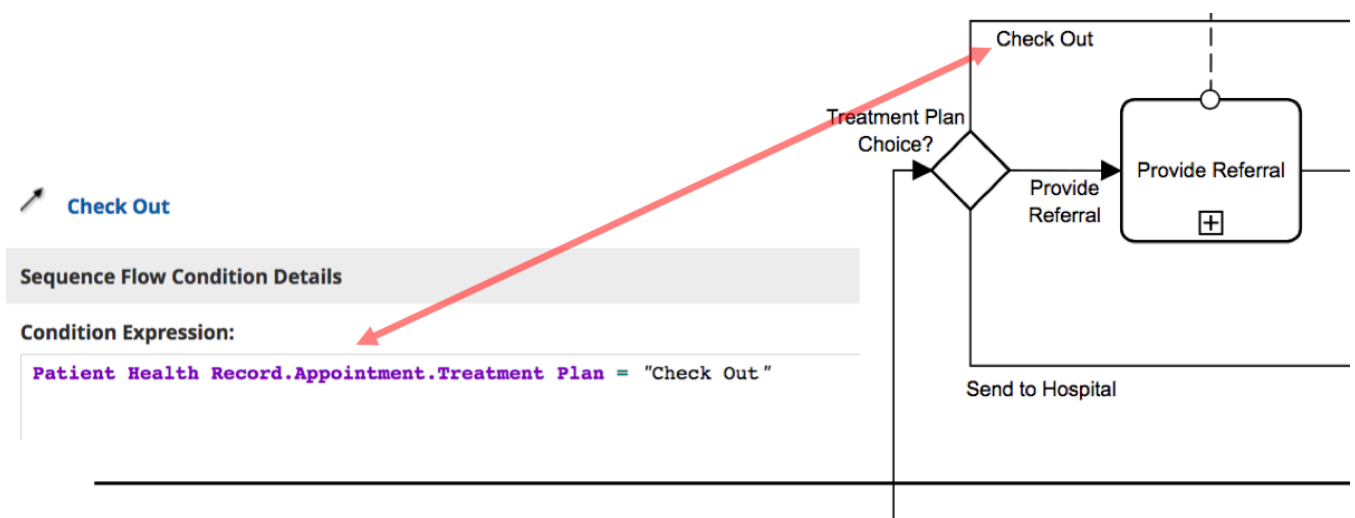 Check Out
Treatment Plan
Choice?
Provide Referral
Provide
Referral
Check Out
Sequence Flow Condition Details
Condition Expression:
Patient Health Record.Appointment.Treatment Plan = "Check Out"
Send to Hospital